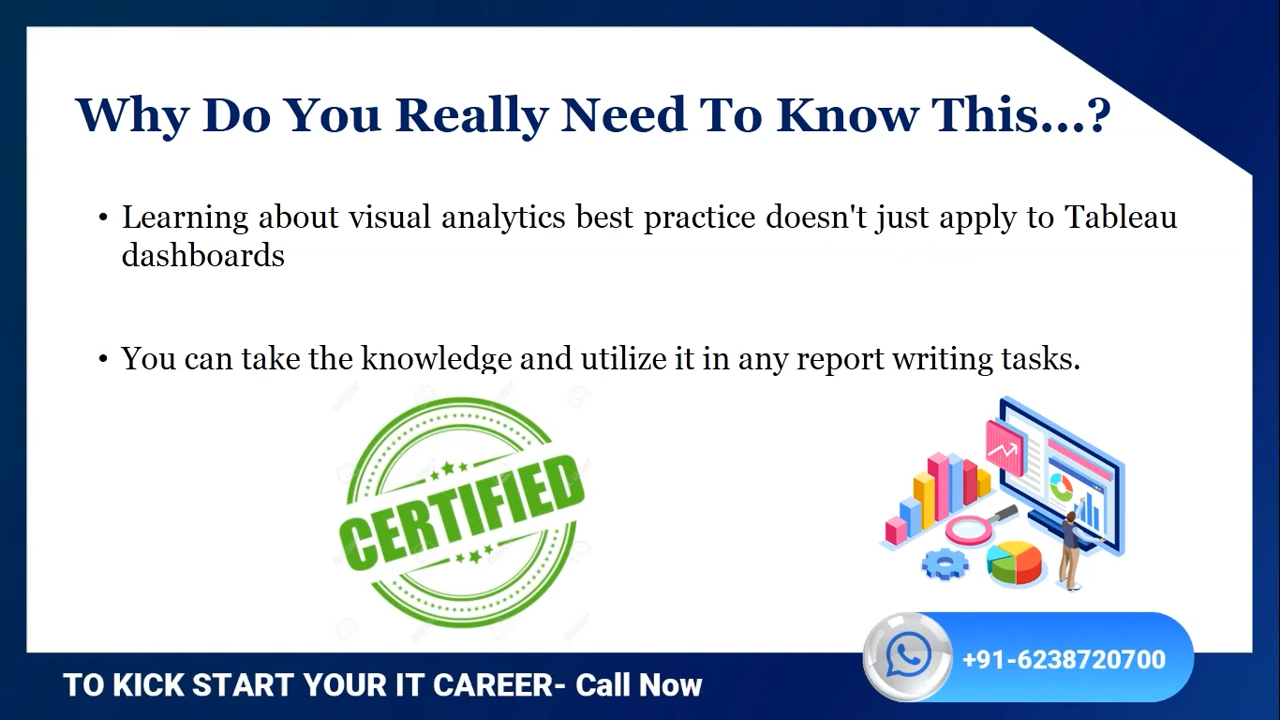 Why Do You Really Need To Know This...?
• Learning about visual analytics best practice doesn't just apply to Tableau
dashboards
• You can take the knowledge and utilize it in any report writing tasks.
CERTIFIED
+91-6238720700
TO KICK START YOUR IT CAREER- Call Now